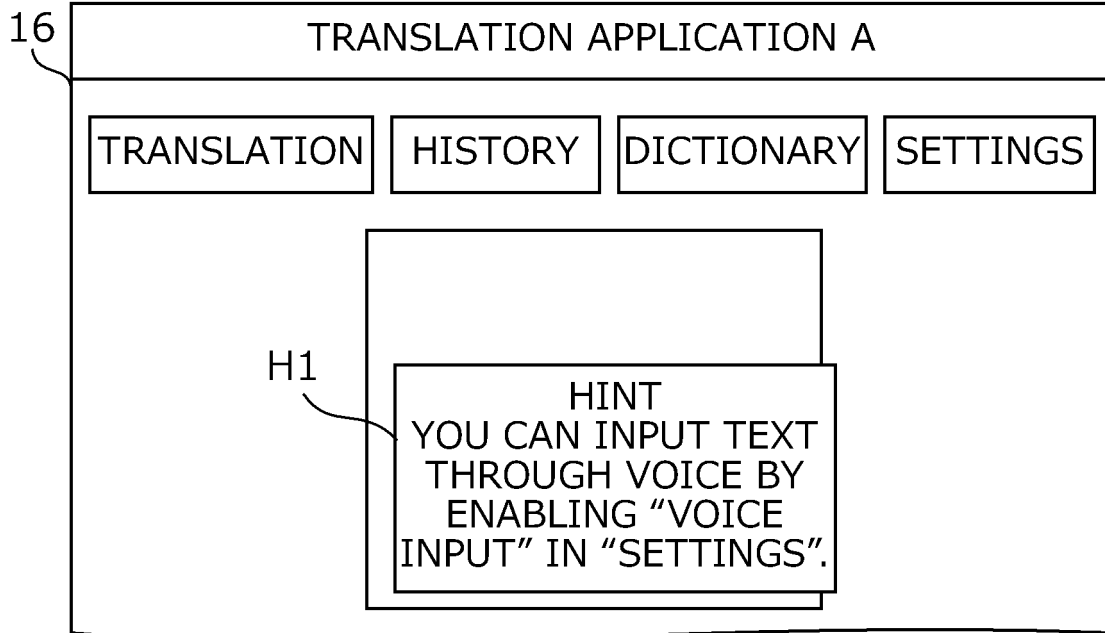 16
TRANSLATION APPLICATION A
TRANSLATION HISTORY DICTIONARY SETTINGS
H1
HINT
YOU CAN INPUT TEXT
THROUGH VOICE BY
ENABLING “VOICE
INPUT” IN “SETTINGS”.